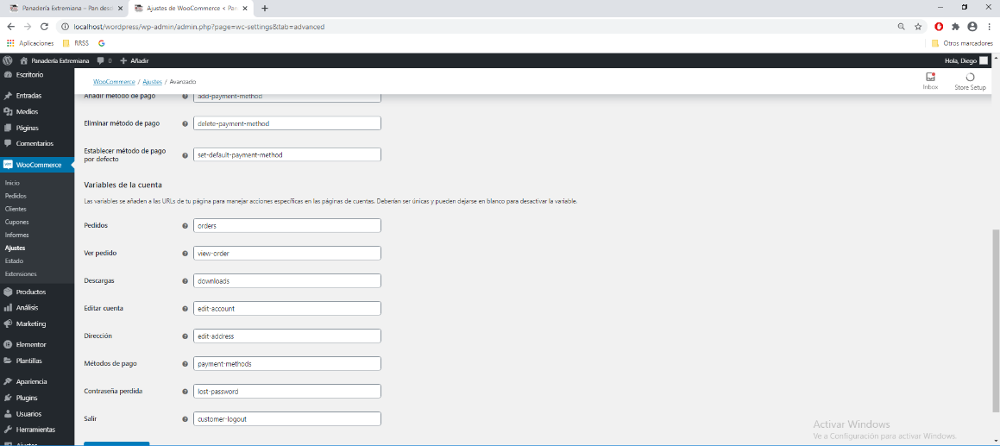 Panadería Extremiana – Pan desd
Ajustes de WooCommerce < Pan
localhost/wordpress/wp-admin/admin.php?page=wc-settings&tab=advanced
Aplicaciones RRSS Otros marcadores
Panadería Extremiana 0 Añadir Hola, Diego
Escritorio
Entradas
Medios
Páginas
Comentarios
WooCommerce
Inicio
Pedidos
Clientes
Cupones
Informes
Ajustes
Estado
Extensiones
Productos
Análisis
Marketing
Elementor
Plantillas
Apariencia
Plugins
Usuarios
Herramientas
Ajustes
WooCommerce / Ajustes / Avanzado
Inbox
Store Setup
Añadir método de pago add-payment-method
Eliminar método de pago delete-payment-method
Establecer método de pago
por defecto
set-default-payment-method
Variables de la cuenta
Las variables se añaden a las URLs de tu página para manejar acciones específicas en las páginas de cuentas. Deberían ser únicas y pueden dejarse en blanco para desactivar la variable.
Pedidos orders
Ver pedido view-order
Descargas downloads
Editar cuenta edit-account
Dirección edit-address
Métodos de pago payment-methods
Contraseña perdida lost-password
Salir customer-logout
Activar Windows
Ve a Configuración para activar Windows.